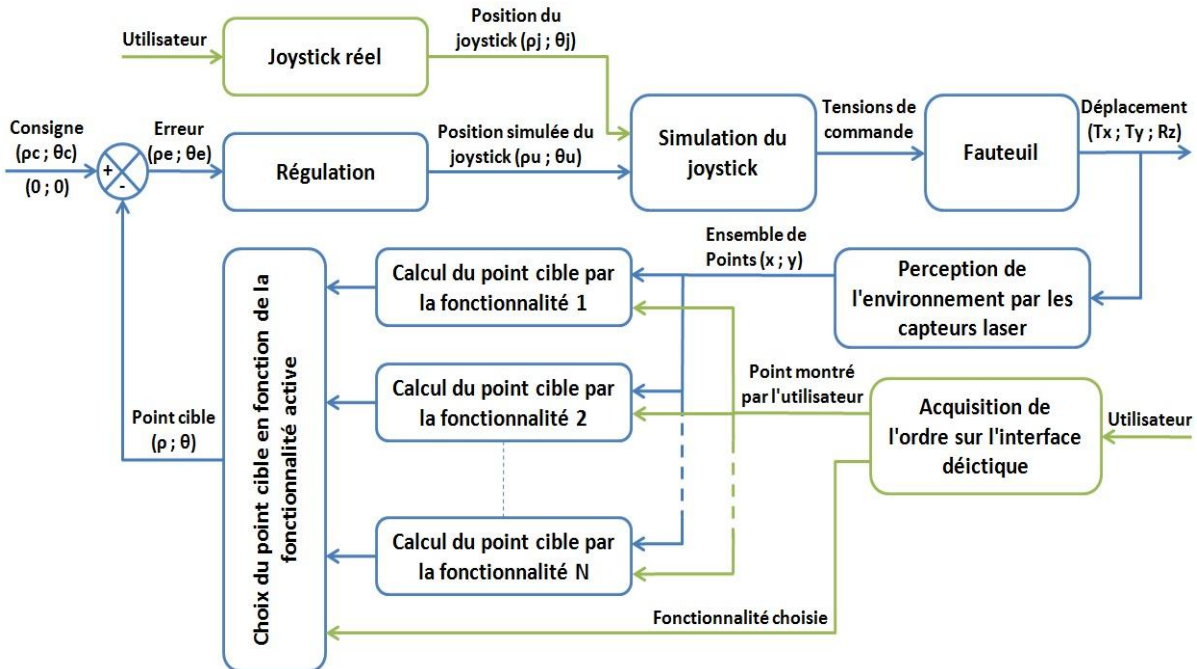 Utilisateur
Joystick réel
Position du
joystick (ρj ; θj)
Consigne
(ρc ; θc)
(0 ; 0)
+
-
Erreur
(ρe ; θe)
Régulation
Position simulée du
joystick (ρu ; θu)
Simulation du
joystick
Tensions de
commande
Fauteuil
Déplacement
(Tx ; Ty ; Rz)
Ensemble de
Points (x ; y)
Perception de
l'environnement par les
capteurs laser
Calcul du point cible par
la fonctionnalité 1
Calcul du point cible par
la fonctionnalité 2
Calcul du point cible par
la fonctionnalité N
Choix du point cible en fonction de la
fonctionnalité active
Point cible
(ρ ; θ)
Point montré
par l'utilisateur
Acquisition de
l'ordre sur l'interface
déictique
Utilisateur
Fonctionnalité choisie